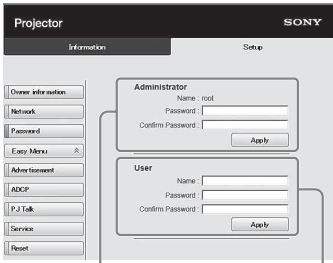 Projector
SONY
Information
Setup
Owner information
Network
Password
Easy Menu
Advertisement
ADCP
PJ Talk
Service
Reset
Administrator
Name : root
Password :
Confirm Password :
Apply
User
Name :
Password :
Confirm Password :
Apply